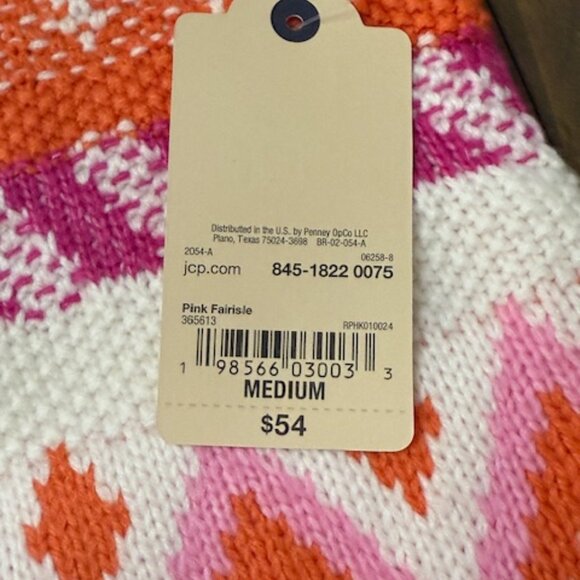 Distributed in the U.S. by Penney OpCo LLC
Plano, Texas 75024-3698 BR-02-054-A
2054-A 06258-8
jcp.com 845-1822 0075
Pink Fairisle
365613 RPHK010024
1 98566 03003 3
MEDIUM
$54